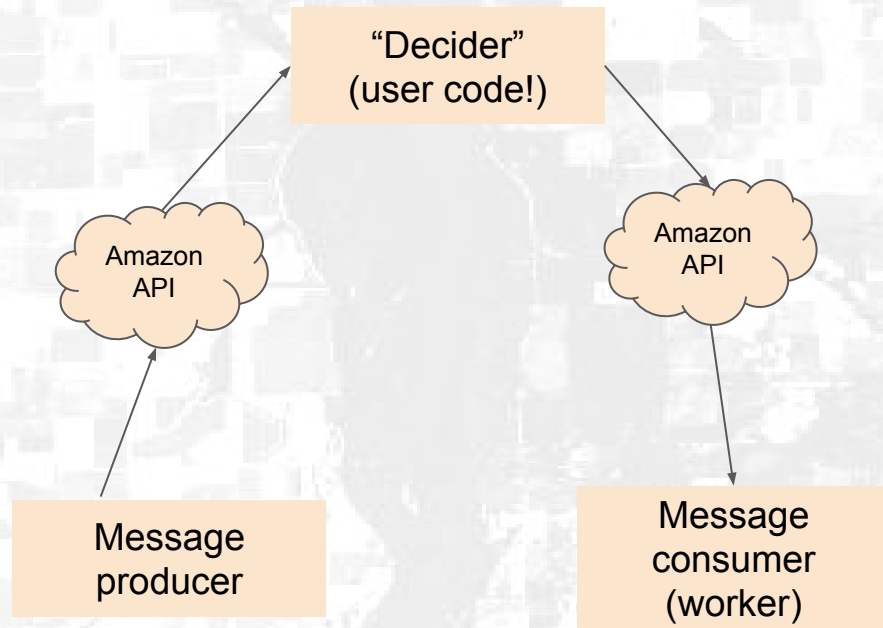 “Decider”
(user code!)
Amazon
API
Amazon
API
Message
producer
Message
consumer
(worker)